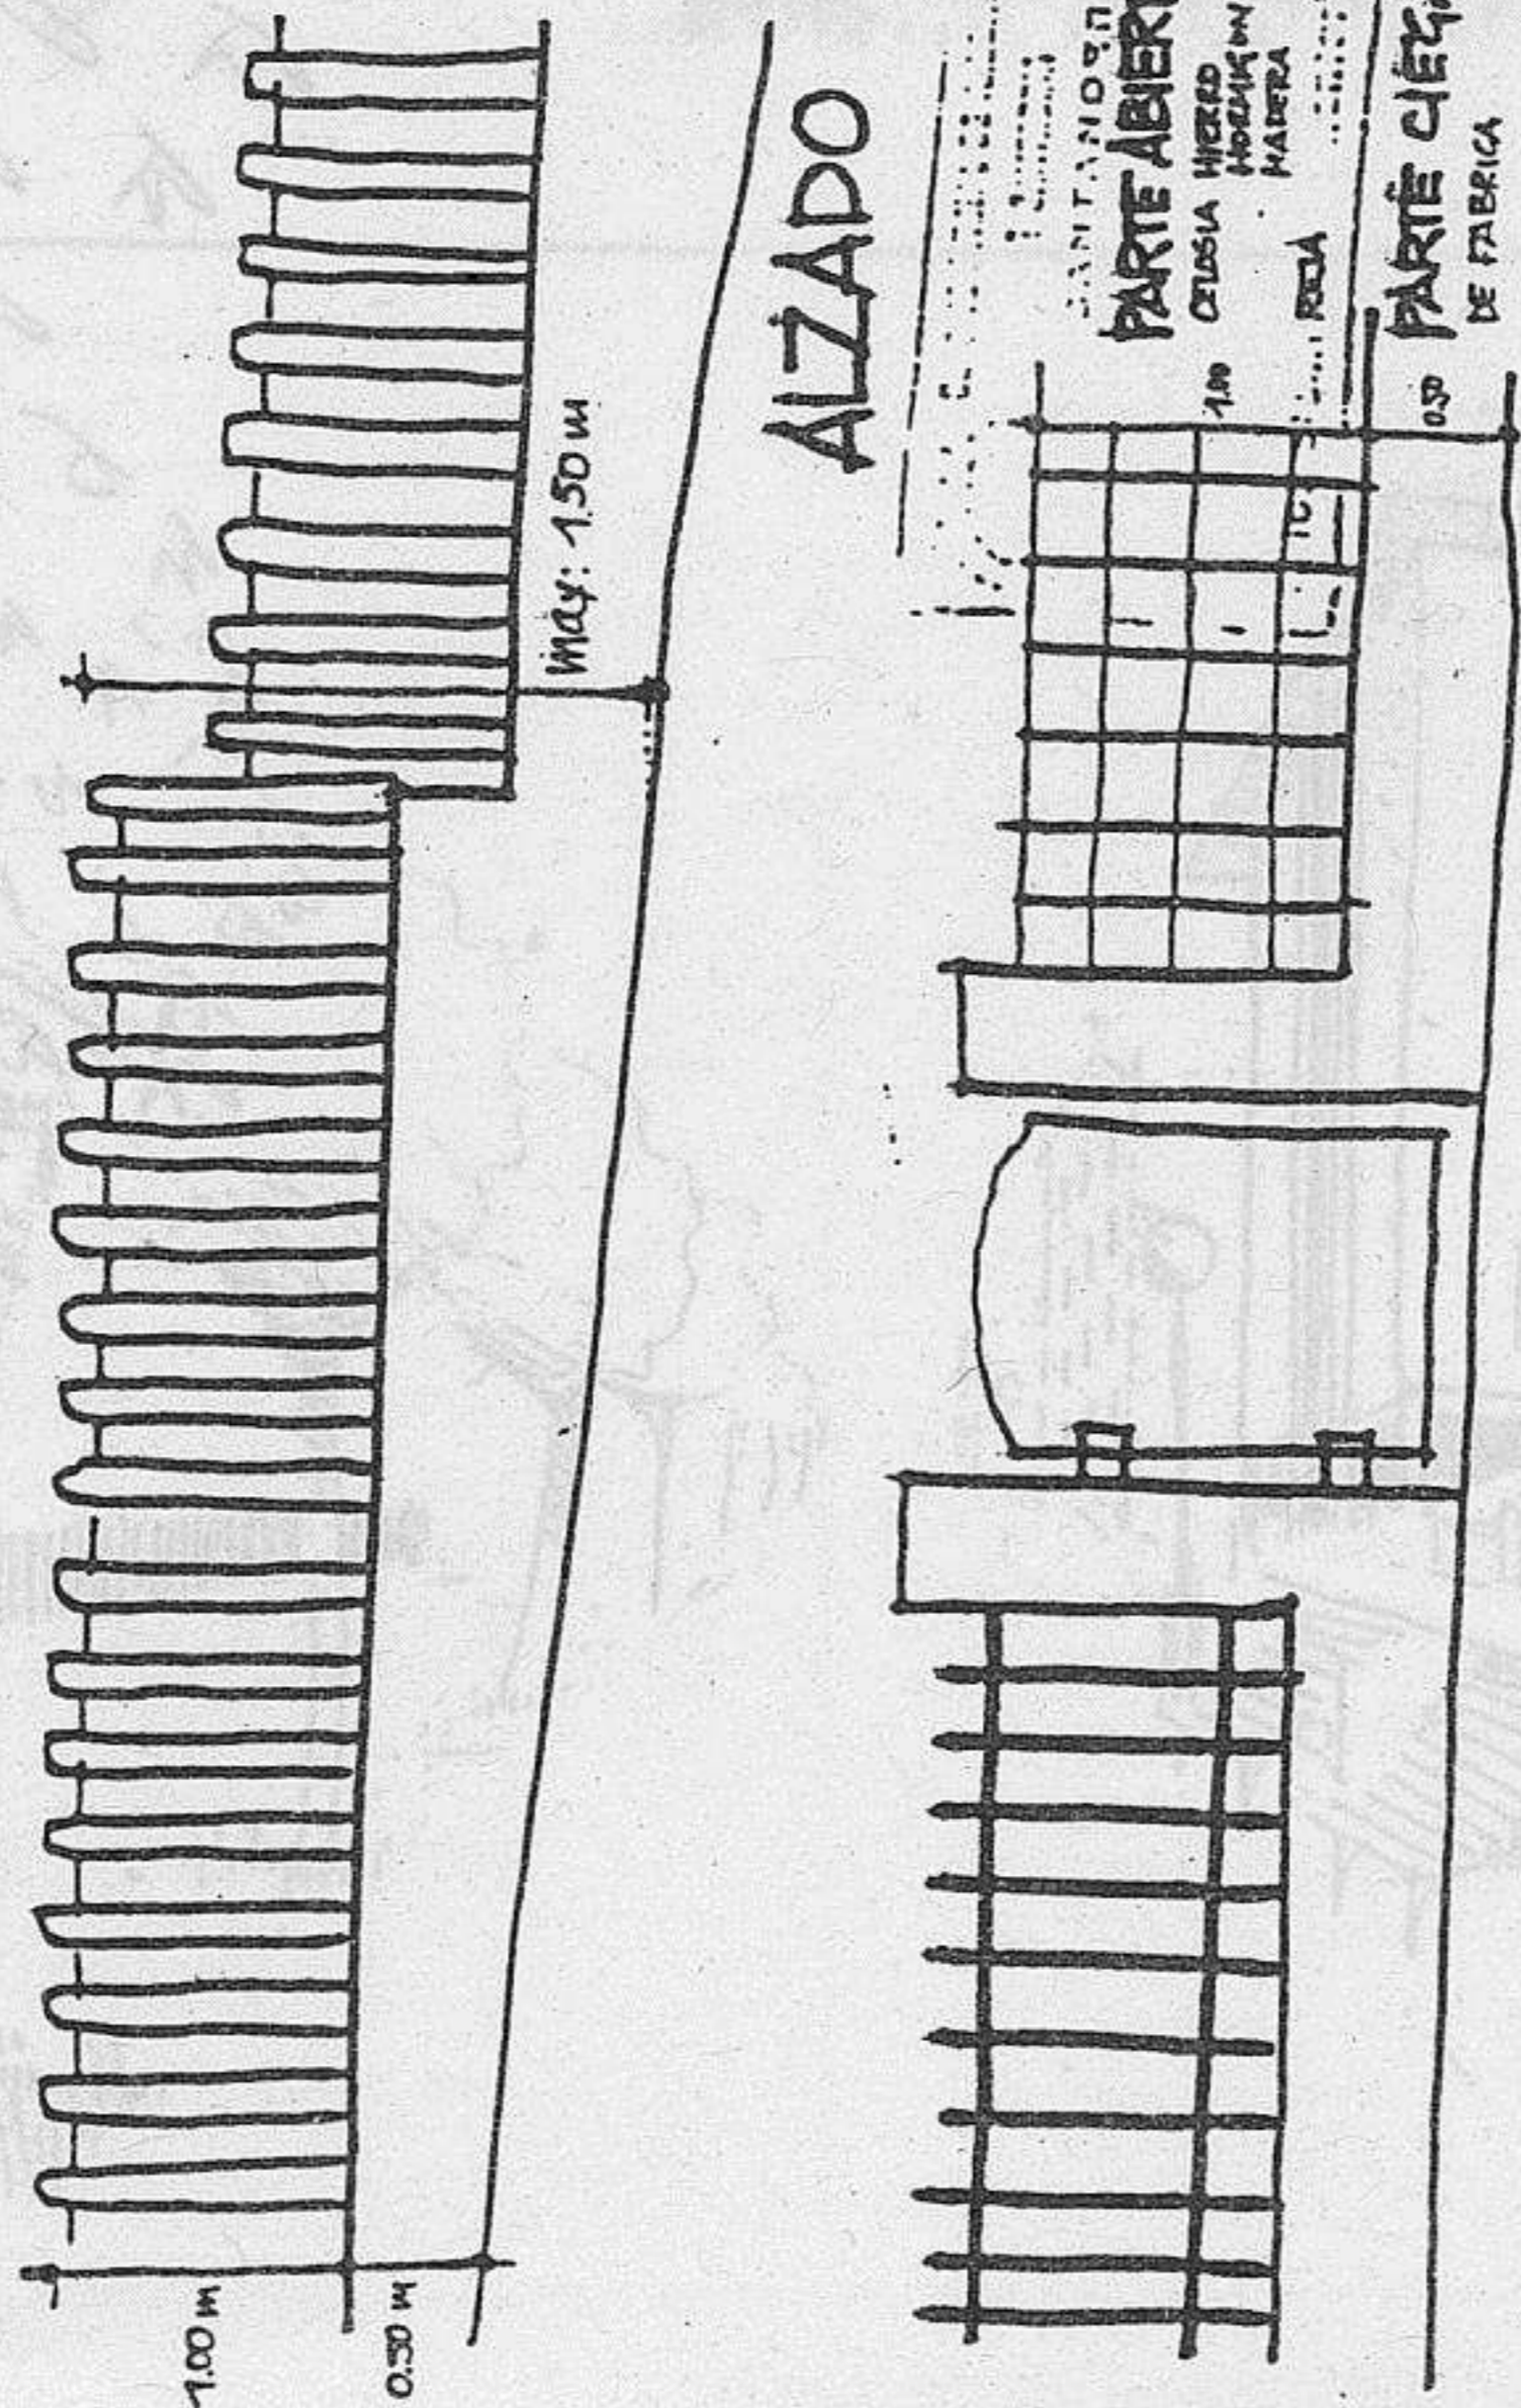 1.00 m
0.50 m
max: 1.50 m
ALZADO
PARTE ABIERT
CELOSIA HIERRO
HORMIGON
MADERA
REJA
1.00
PARTE CIEGA
DE FABRICA
0.50